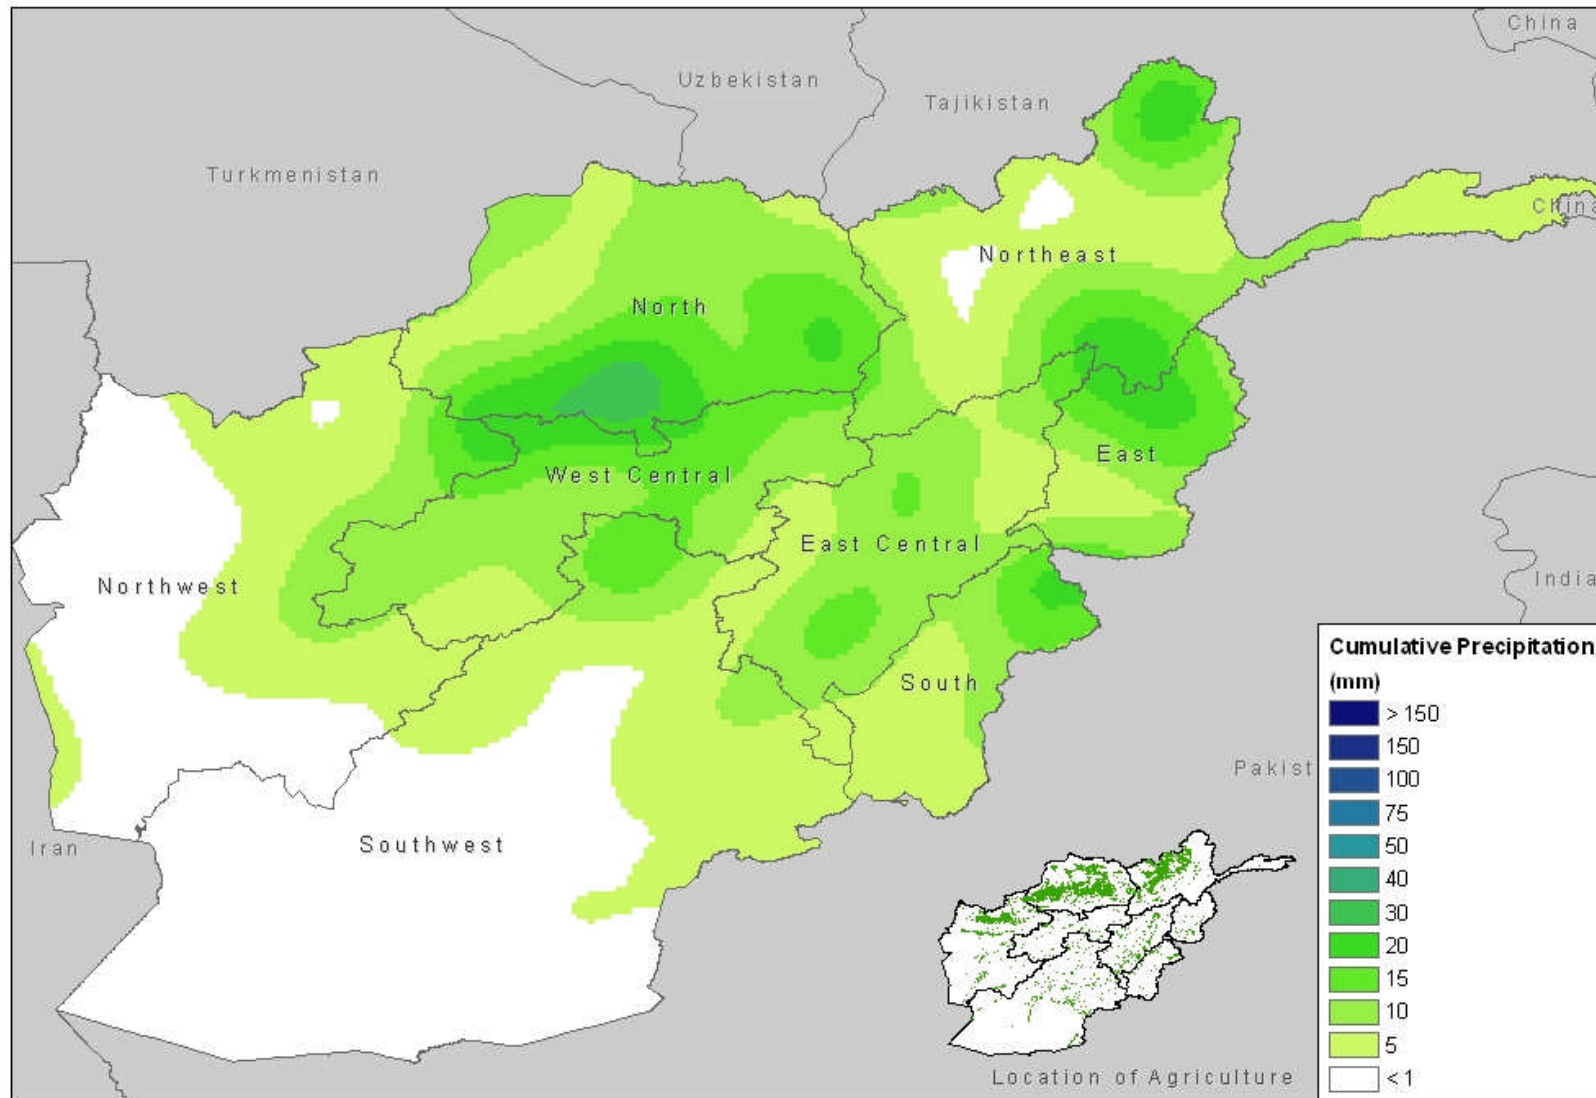 China
Uzbekistan
Tajikistan
Turkmenistan
China
Northeast
North
East
West Central
East Central
Northwest
India
South
Pakist
Southwest
Iran
Cumulative Precipitation
(mm)
> 150
150
100
75
50
40
30
20
15
10
5
< 1
Location of Agriculture